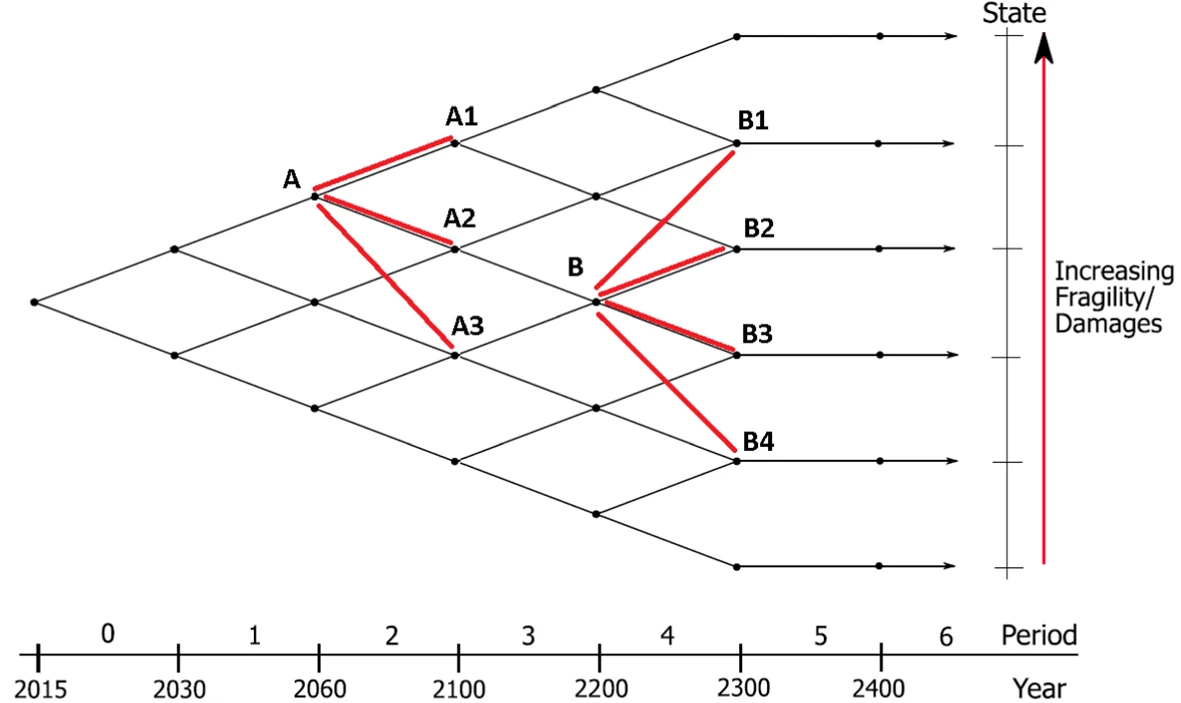 State
A1
B1
A
A2
B2
B
Increasing
Fragility/
Damages
A3
B3
B4
0 1 2 3 4 5 6 Period
2015 2030 2060 2100 2200 2300 2400 Year